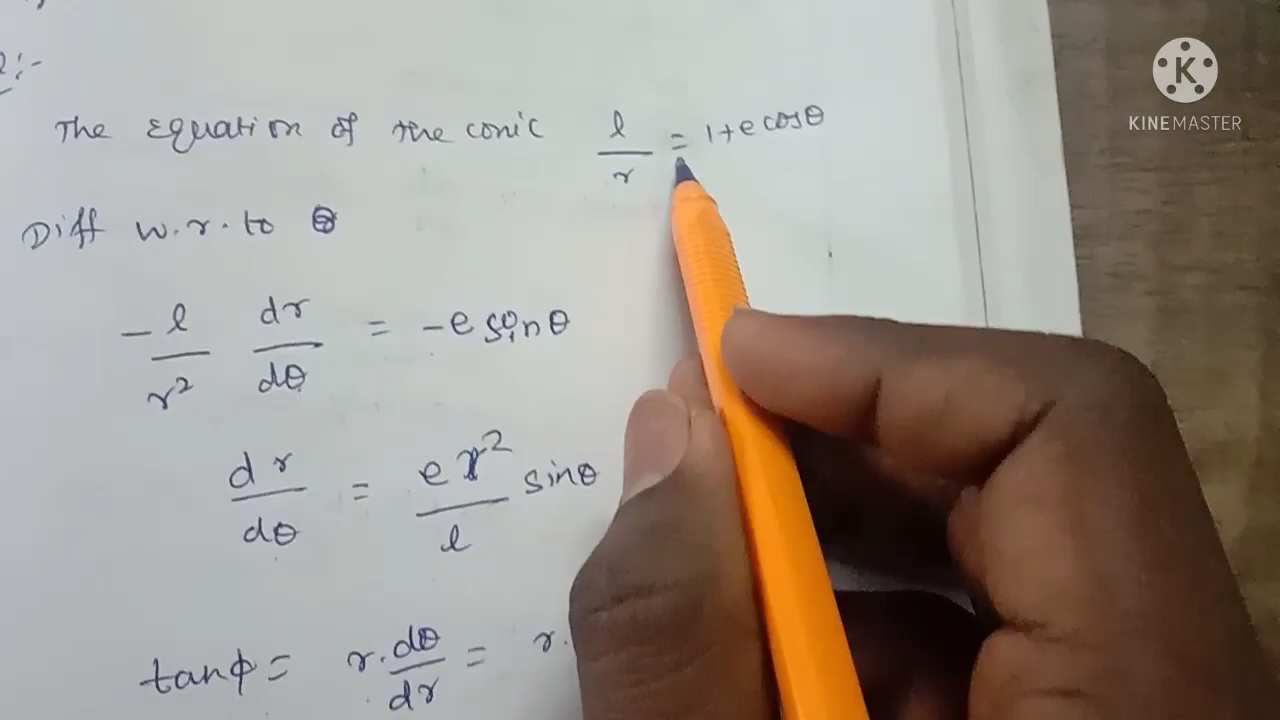 The Equation of the conic l/r = 1+e cosθ
Diff w.r.to θ
-l/r² dr/dθ = -e sinθ
dr/dθ = er²/l sinθ
tanφ = r.dθ/dr = r.
K
KINEMASTER